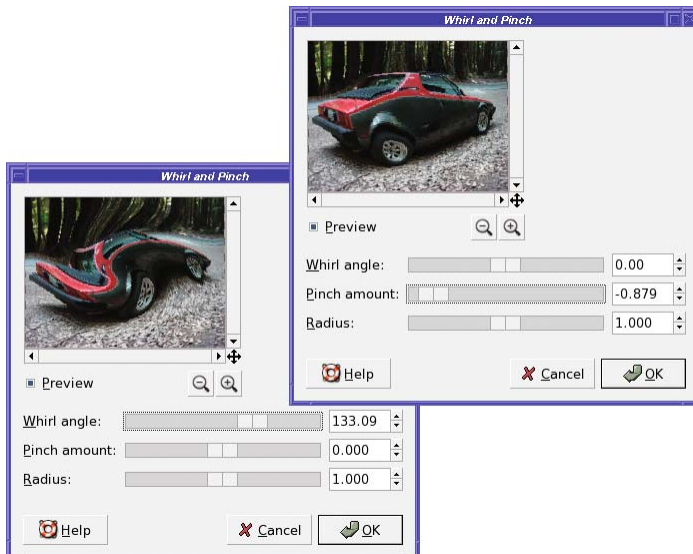 Whirl and Pinch
Preview
Whirl angle: 0.00
Pinch amount: -0.879
Radius: 1.000
Help Cancel OK
Whirl and Pinch
Preview
Whirl angle: 133.09
Pinch amount: 0.000
Radius: 1.000
Help Cancel OK